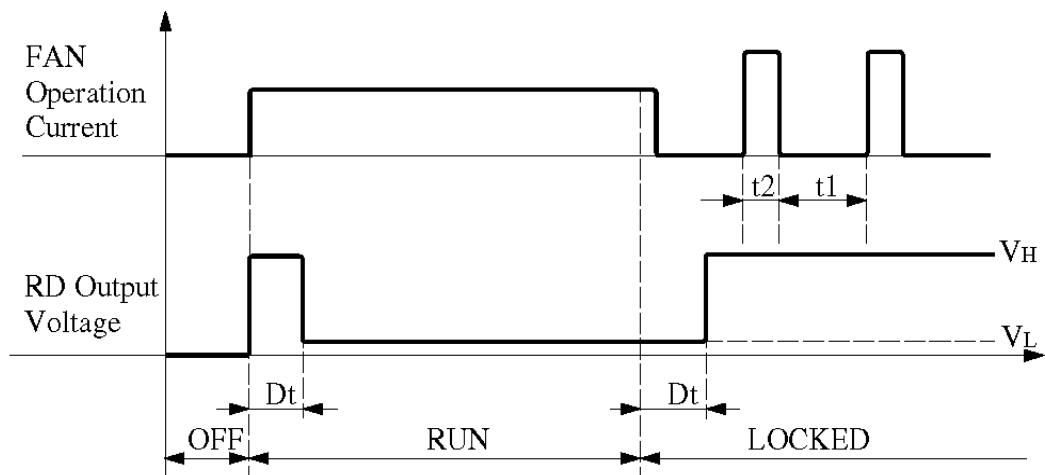 FAN
Operation
Current
t2
t1
VH
RD Output
Voltage
VL
Dt
Dt
OFF
RUN
LOCKED